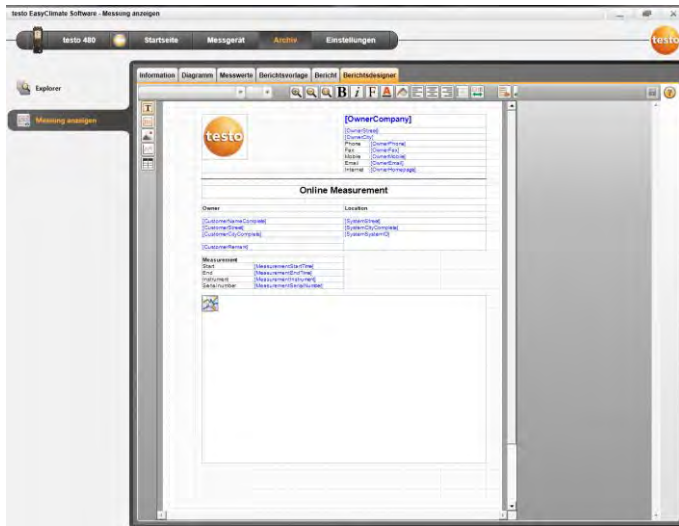 testo EasyClimate Software - Messung anzeigen
testo 480 Startseite Messgerät Archiv Einstellungen
testo
Explorer
Messung anzeigen
Information Diagramm Messwerte Berichtsvorlage Bericht Berichtsdesigner
B i F A
T
testo
[OwnerCompany]
[OwnerStreet]
[OwnerCity]
Phone [OwnerPhone]
Fax [OwnerFax]
Mobile [OwnerMobile]
Email [OwnerEmail]
Internet [OwnerHomepage]
Online Measurement
Owner Location
[CustomerNameComplete] [SystemStreet]
[CustomerStreet] [SystemCityComplete]
[CustomerCityComplete] [SystemSystemID]
[CustomerRemark]
Measurement
Start [MeasurementStartTime]
End [MeasurementEndTime]
Instrument [MeasurementInstrument]
Serial number [MeasurementSerialNumber]